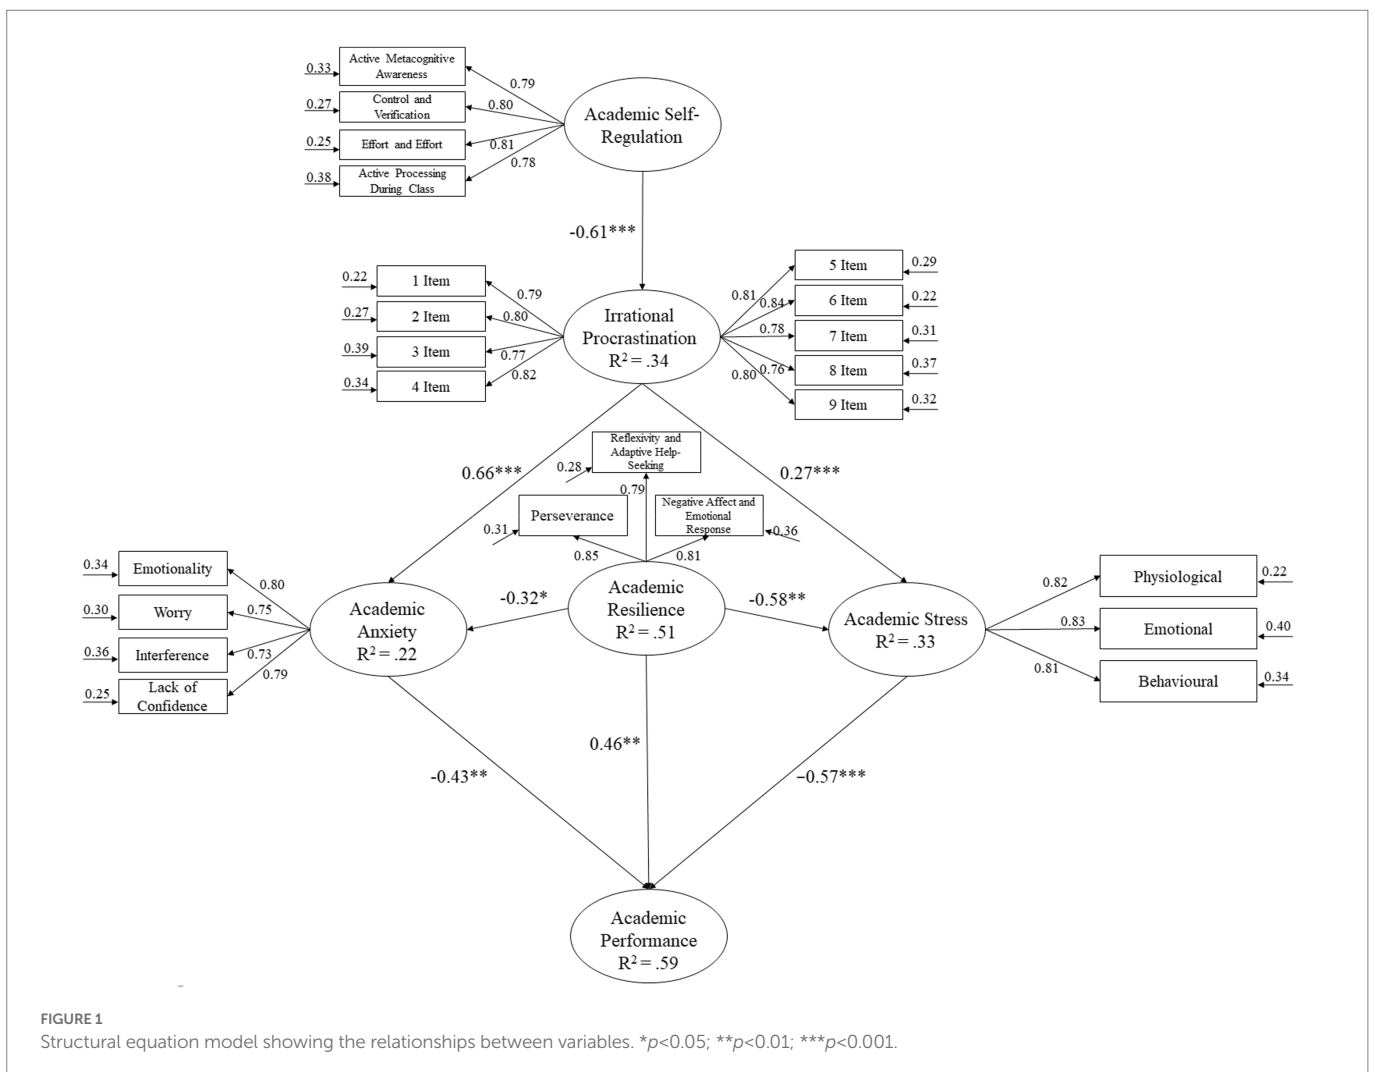 Active Metacognitive
Awareness
0.33
0.79
Control and
Verification
0.27
0.80
Academic Self-
Regulation
Effort and Effort
0.25
0.81
Active Processing
During Class
0.38
0.78
-0.61***
1 Item
0.22
0.79
2 Item
0.27
0.80
3 Item
0.39
0.77
4 Item
0.34
0.82
Irrational
Procrastination
R² = .34
5 Item
0.29
0.81
6 Item
0.22
0.84
7 Item
0.31
0.78
8 Item
0.37
0.76
9 Item
0.32
0.80
0.66***
0.27***
Reflexivity and
Adaptive Help-
Seeking
0.28
0.79
Perseverance
0.31
0.85
Negative Affect and
Emotional
Response
0.36
0.81
Emotionality
0.34
0.80
Worry
0.30
0.75
Interference
0.36
0.73
Lack of
Confidence
0.25
0.79
Academic
Anxiety
R² = .22
-0.32*
Academic
Resilience
R² = .51
-0.58**
Academic Stress
R² = .33
Physiological
0.22
0.82
Emotional
0.40
0.83
Behavioural
0.34
0.81
-0.43**
0.46**
-0.57***
Academic
Performance
R² = .59
FIGURE 1
Structural equation model showing the relationships between variables. *p<0.05; **p<0.01; ***p<0.001.